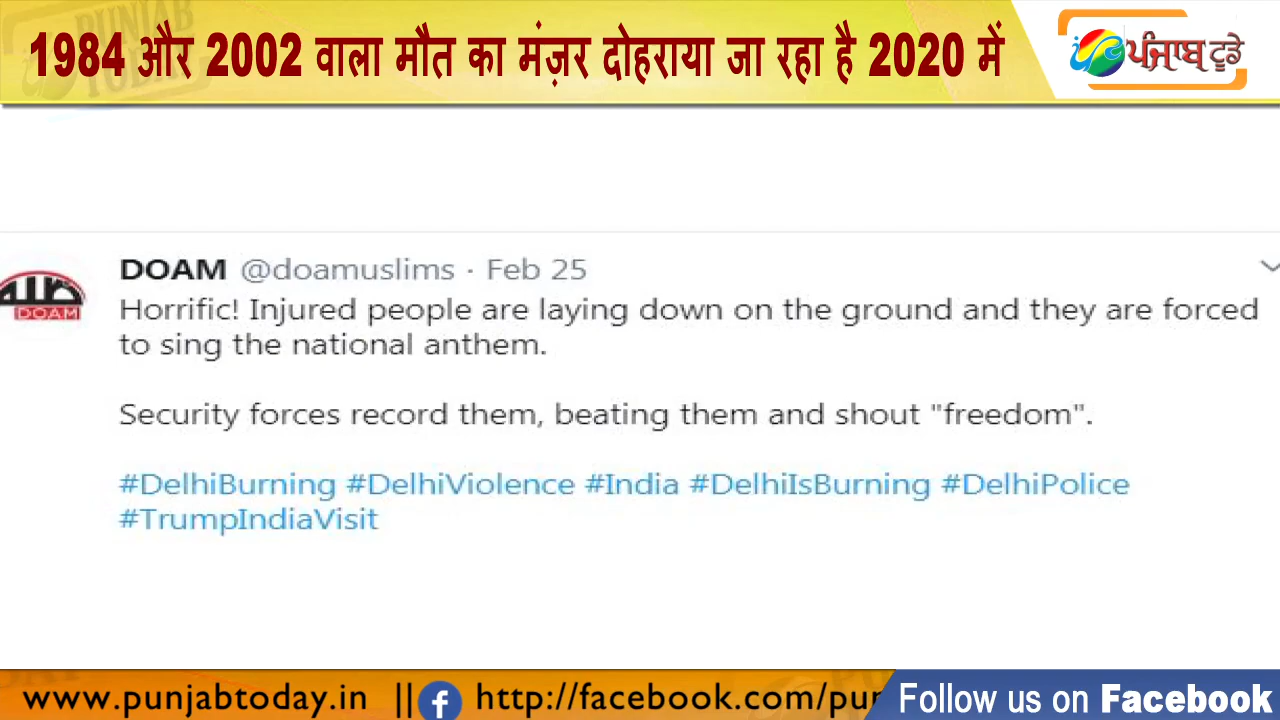 1984 और 2002 वाला मौत का मंज़र दोहराया जा रहा है 2020 में
ਪੰਜਾਬ ਟੂਡੇ
DOAM @doamuslims · Feb 25
Horrific! Injured people are laying down on the ground and they are forced
to sing the national anthem.
DOAM
Security forces record them, beating them and shout "freedom".
#DelhiBurning #DelhiViolence #India #DelhiIsBurning #DelhiPolice
#TrumpIndiaVisit
www.punjabtoday.in || f http://facebook.com/pu
Follow us on Facebook